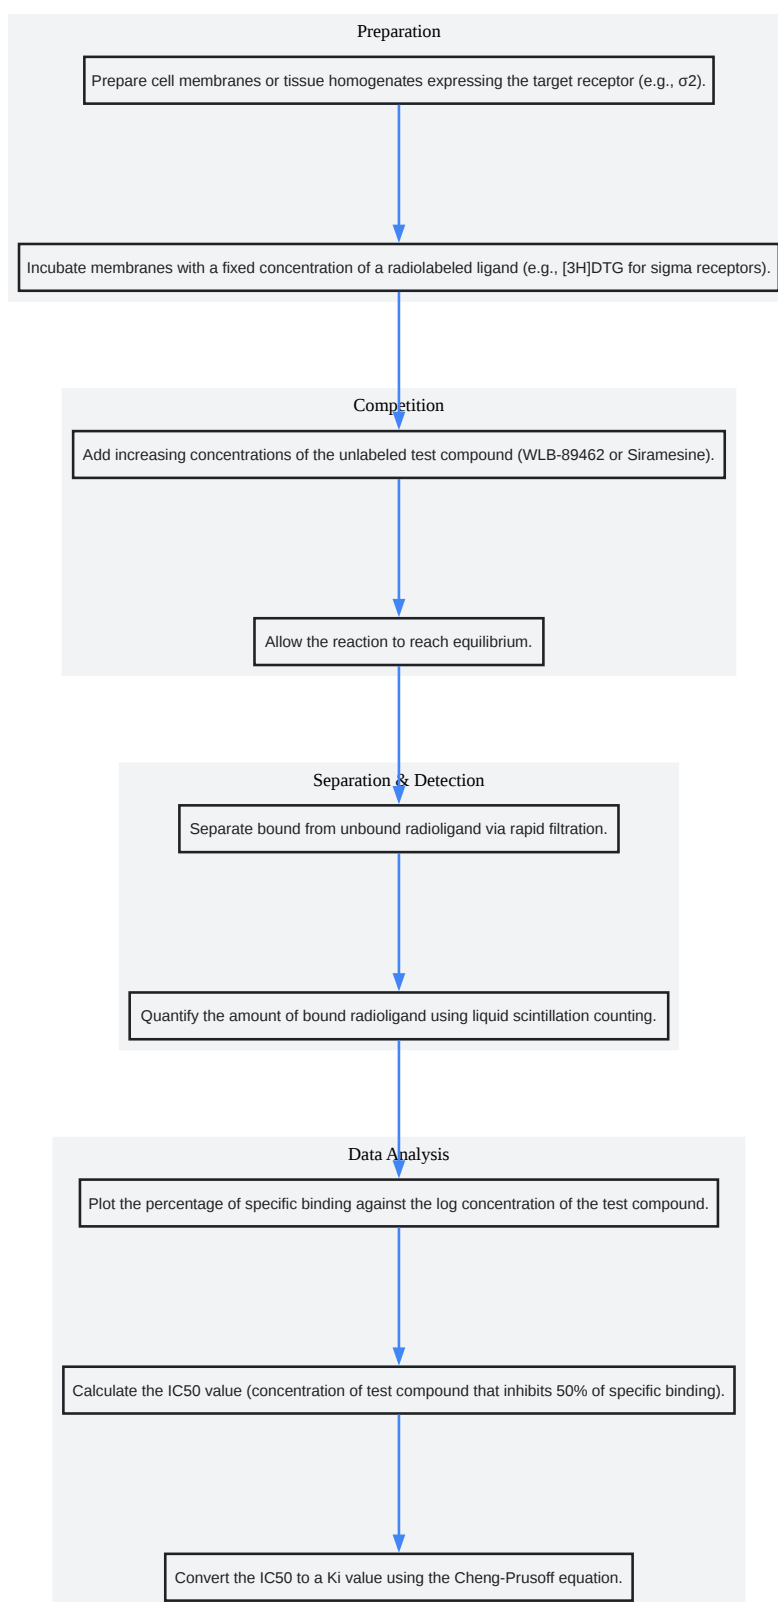 Preparation
Prepare cell membranes or tissue homogenates expressing the target receptor (e.g., σ2).
Incubate membranes with a fixed concentration of a radiolabeled ligand (e.g., [3H]DTG for sigma receptors).
Competition
Add increasing concentrations of the unlabeled test compound (WLB-89462 or Siramesine).
Allow the reaction to reach equilibrium.
Separation & Detection
Separate bound from unbound radioligand via rapid filtration.
Quantify the amount of bound radioligand using liquid scintillation counting.
Data Analysis
Plot the percentage of specific binding against the log concentration of the test compound.
Calculate the IC50 value (concentration of test compound that inhibits 50% of specific binding).
Convert the IC50 to a Ki value using the Cheng-Prusoff equation.